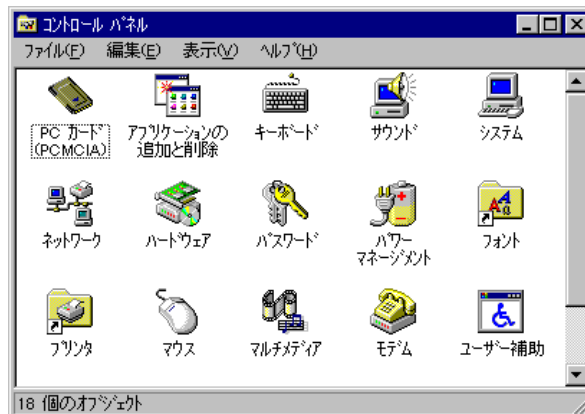 コントロール パネル
ファイル(F) 編集(E) 表示(V) ヘルプ(H)
PC カード
(PCMCIA)
アプリケーションの
追加と削除
キーボード
サウンド
システム
ネットワーク
ハードウェア
パスワード
パワー
マネージメント
フォント
プリンタ
マウス
マルチメディア
モデム
ユーザー補助
18 個のオブジェクト